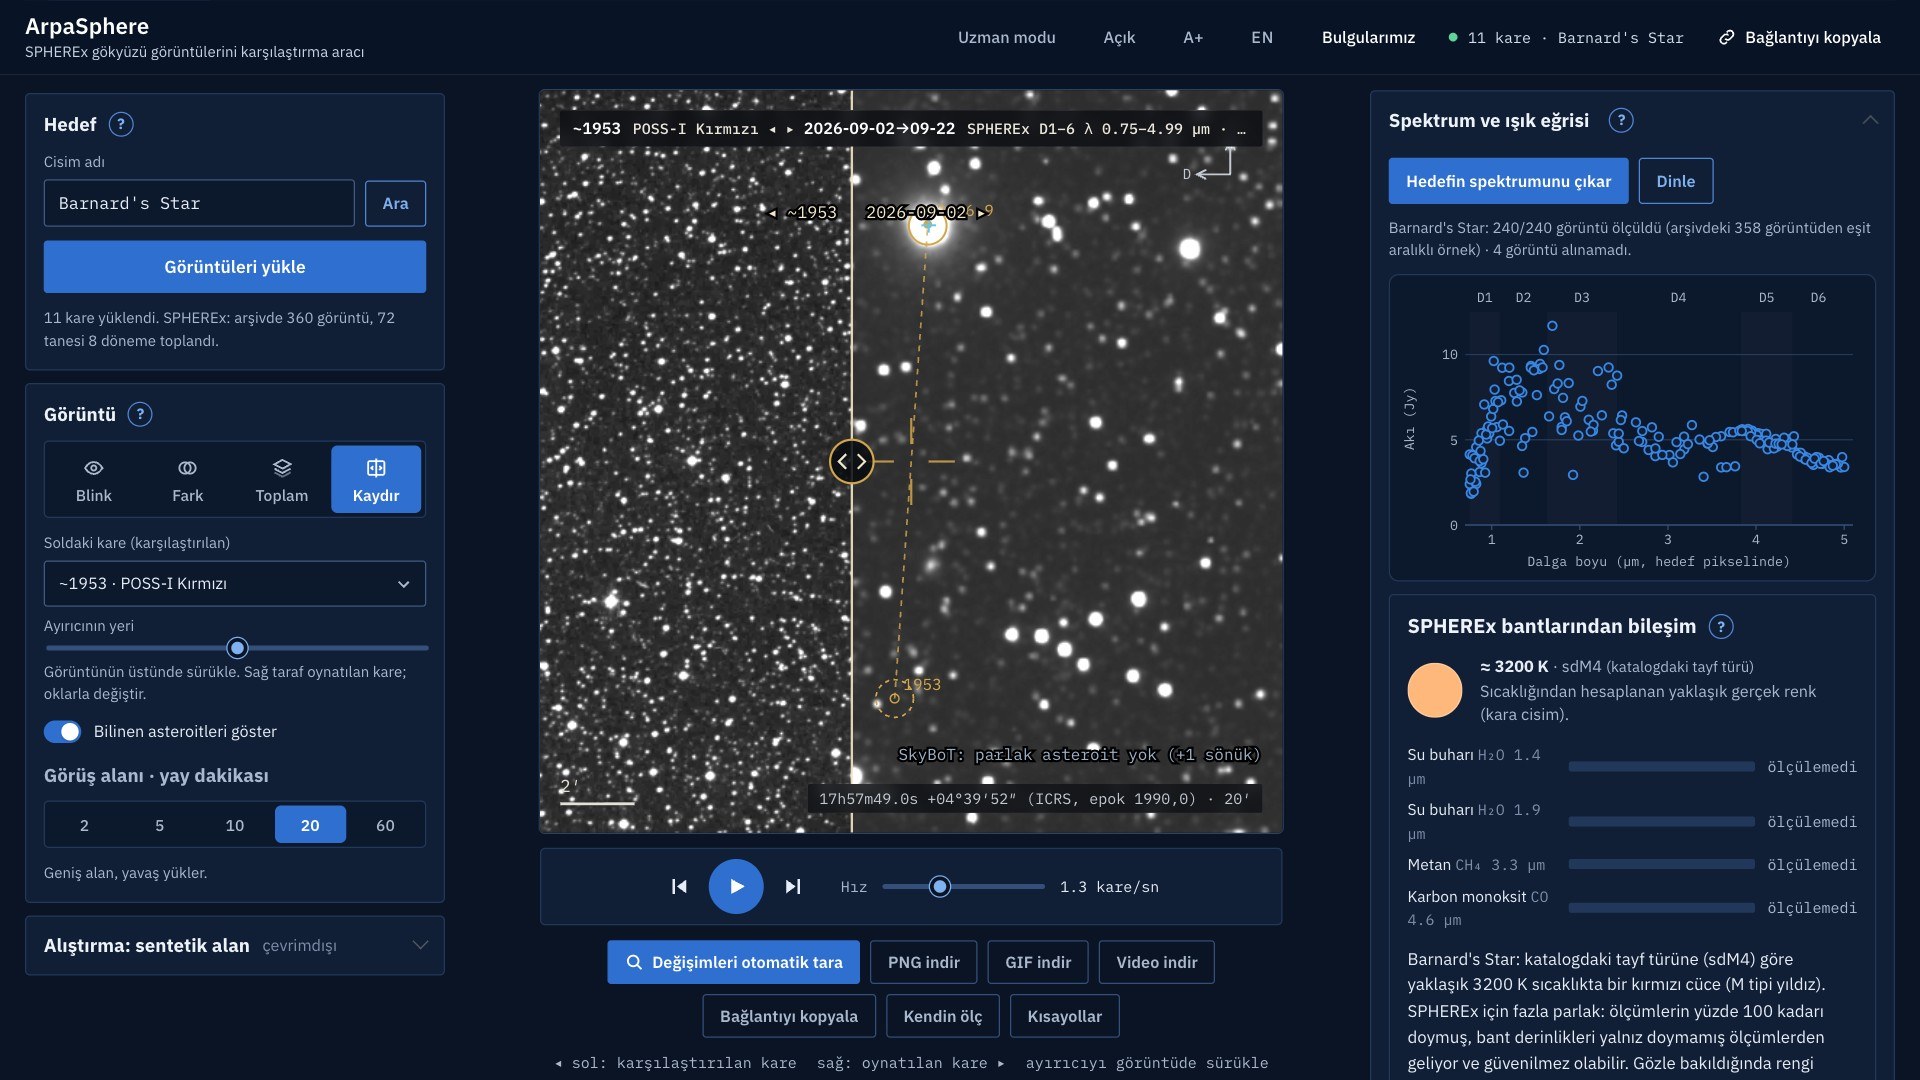 ArpaSphere
SPHEREx gökyüzü görüntülerini karşılaştırma aracı
Uzman modu
Açık
A+
EN
Bulgularımız
11 kare · Barnard's Star
Bağlantıyı kopyala
Hedef ?
Cisim adı
Barnard's Star
Ara
Görüntüleri yükle
11 kare yüklendi. SPHEREx: arşivde 360 görüntü, 72
tanesi 8 döneme toplandı.
Görüntü ?
Blink
Fark
Toplam
Kaydır
Soldaki kare (karşılaştırılan)
~1953 · POSS-I Kırmızı
Ayırıcının yeri
Görüntünün üstünde sürükle. Sağ taraf oynatılan kare;
oklarla değiştir.
Bilinen asteroitleri göster
Görüş alanı · yay dakikası
2 5 10 20 60
Geniş alan, yavaş yükler.
Alıştırma: sentetik alan çevrimdışı
~1953 POSS-I Kırmızı ◂ ▸ 2026-09-02→09-22 SPHEREx D1–6 λ 0.75–4.99 µm · …
D
◂ ~1953
2026-09-02 ▸
1953
SkyBoT: parlak asteroit yok (+1 sönük)
2′
17h57m49.0s +04°39′52″ (ICRS, epok 1990,0) · 20′
Hız
1.3 kare/sn
Değişimleri otomatik tara
PNG indir
GIF indir
Video indir
Bağlantıyı kopyala
Kendin ölç
Kısayollar
◂ sol: karşılaştırılan kare sağ: oynatılan kare ▸ ayırıcıyı görüntüde sürükle
Spektrum ve ışık eğrisi ?
Hedefin spektrumunu çıkar
Dinle
Barnard's Star: 240/240 görüntü ölçüldü (arşivdeki 358 görüntüden eşit
aralıklı örnek) · 4 görüntü alınamadı.
D1 D2 D3 D4 D5 D6
10
5
0
Akı (Jy)
1 2 3 4 5
Dalga boyu (µm, hedef pikselinde)
SPHEREx bantlarından bileşim ?
≈ 3200 K · sdM4 (katalogdaki tayf türü)
Sıcaklığından hesaplanan yaklaşık gerçek renk
(kara cisim).
Su buharı H₂O 1.4
µm
ölçülemedi
Su buharı H₂O 1.9
µm
ölçülemedi
Metan CH₄ 3.3 µm
ölçülemedi
Karbon monoksit CO
4.6 µm
ölçülemedi
Barnard's Star: katalogdaki tayf türüne (sdM4) göre
yaklaşık 3200 K sıcaklıkta bir kırmızı cüce (M tipi yıldız).
SPHEREx için fazla parlak: ölçümlerin yüzde 100 kadarı
doymuş, bant derinlikleri yalnız doymamış ölçümlerden
geliyor ve güvenilmez olabilir. Gözle bakıldığında rengi